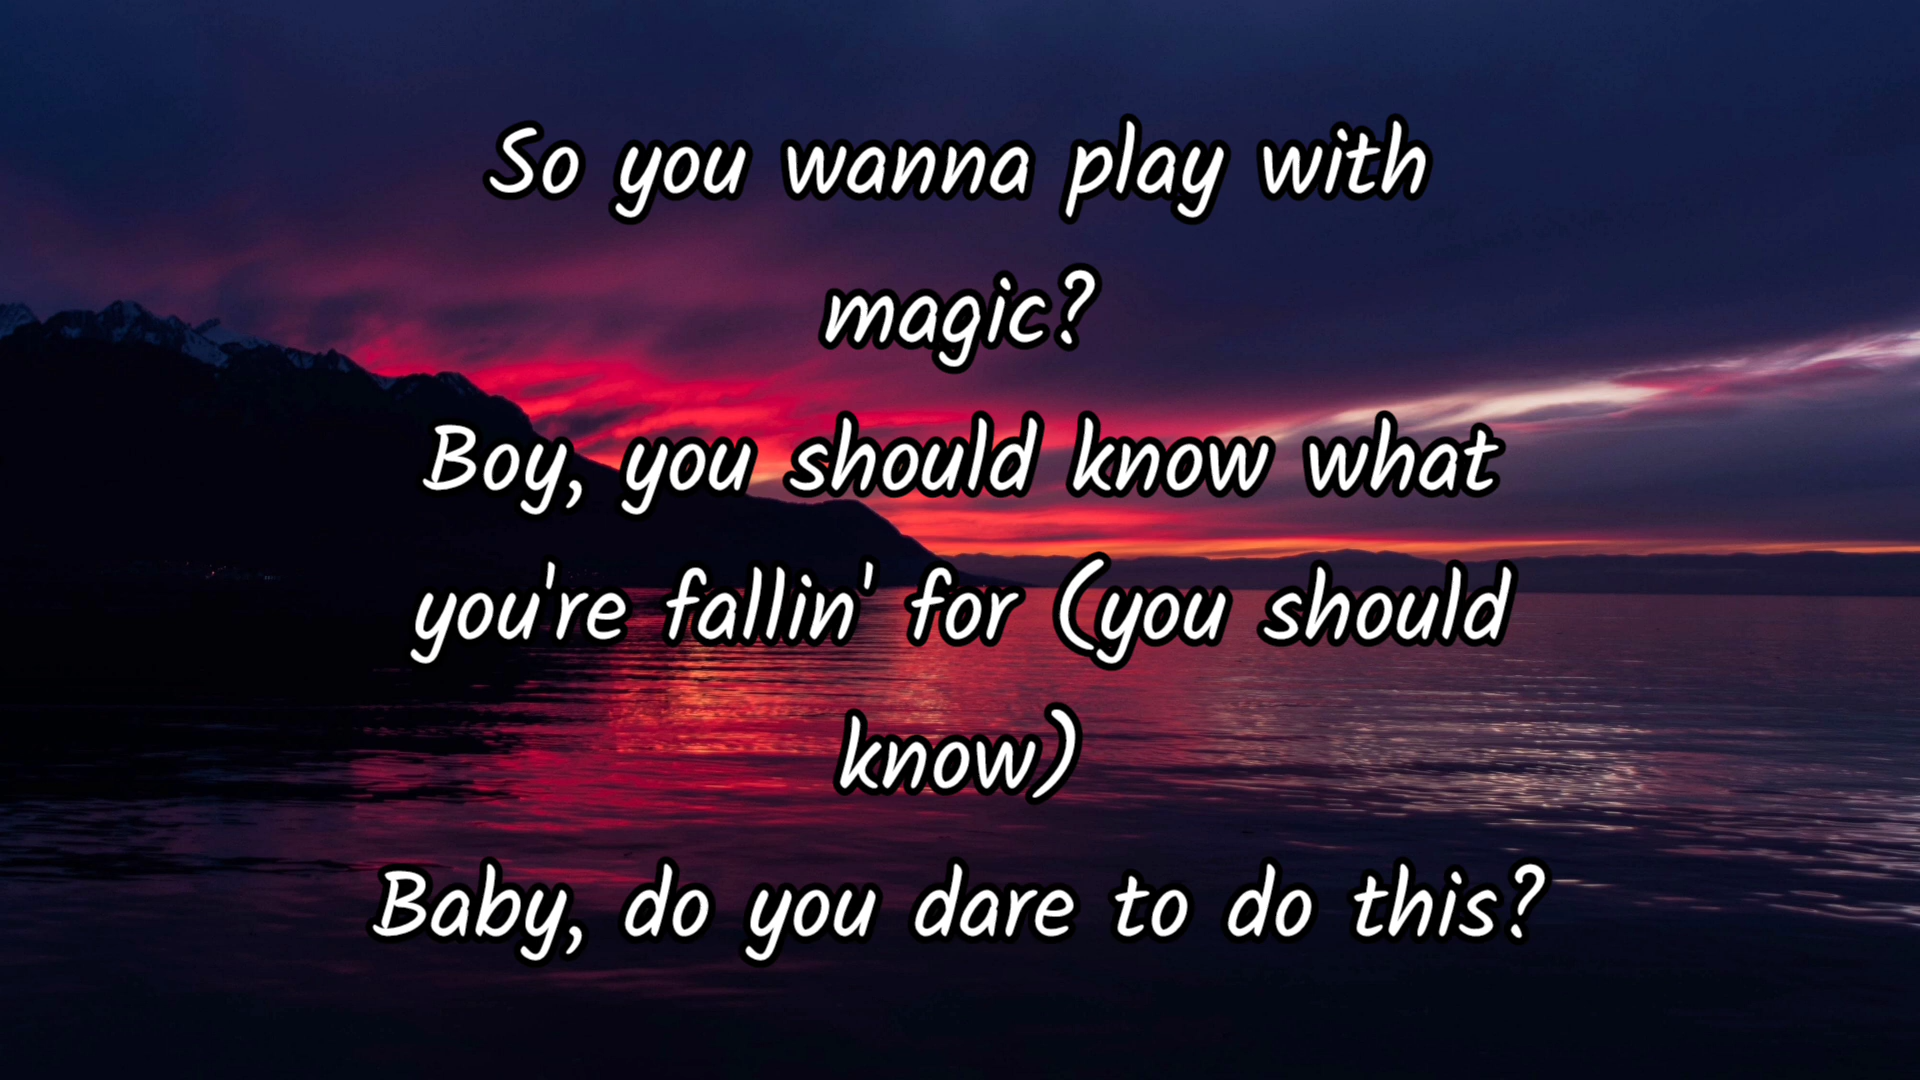 So you wanna play with
magic?
Boy, you should know what
you're fallin' for (you should
know)
Baby, do you dare to do this?